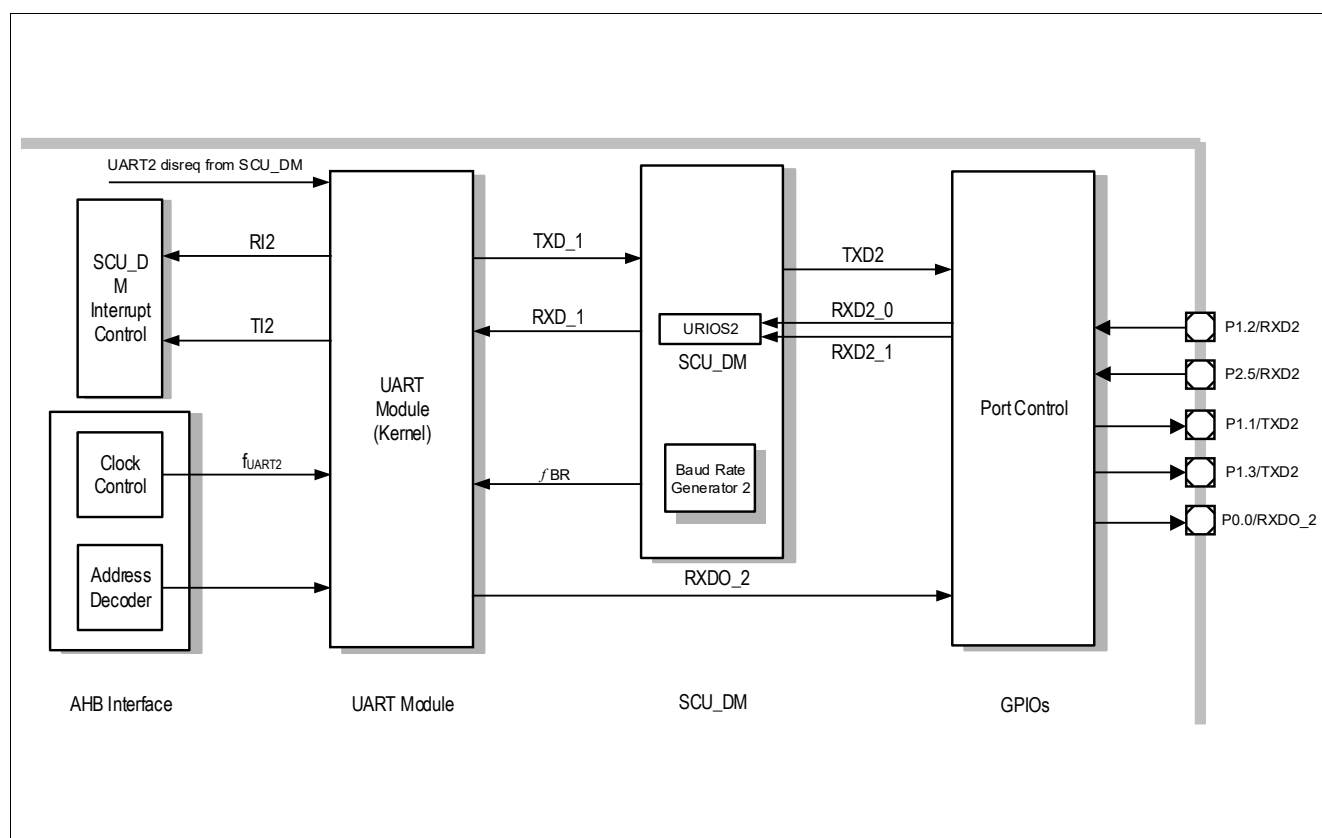 UART2 disreq from SCU_DM
SCU_D
M
Interrupt
Control
RI2
TI2
Clock
Control
fUART2
Address
Decoder
AHB Interface
UART
Module
(Kernel)
UART Module
TXD_1
RXD_1
fBR
RXDO_2
URIOS2
SCU_DM
Baud Rate
Generator 2
SCU_DM
TXD2
RXD2_0
RXD2_1
Port Control
GPIOs
P1.2/RXD2
P2.5/RXD2
P1.1/TXD2
P1.3/TXD2
P0.0/RXDO_2